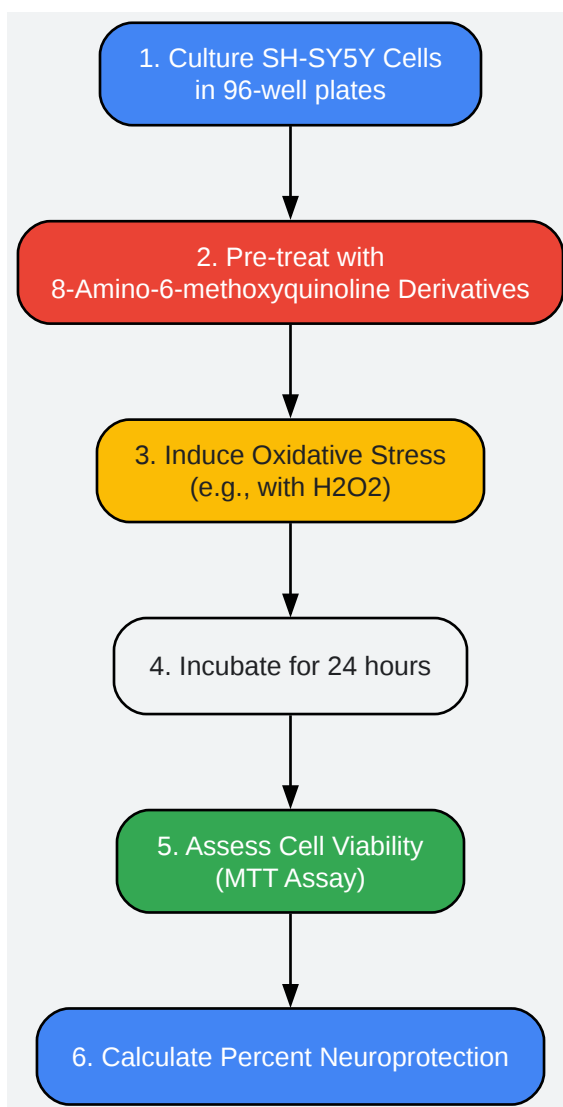 1. Culture SH-SY5Y Cells
in 96-well plates
2. Pre-treat with
8-Amino-6-methoxyquinoline Derivatives
3. Induce Oxidative Stress
(e.g., with H2O2)
4. Incubate for 24 hours
5. Assess Cell Viability
(MTT Assay)
6. Calculate Percent Neuroprotection